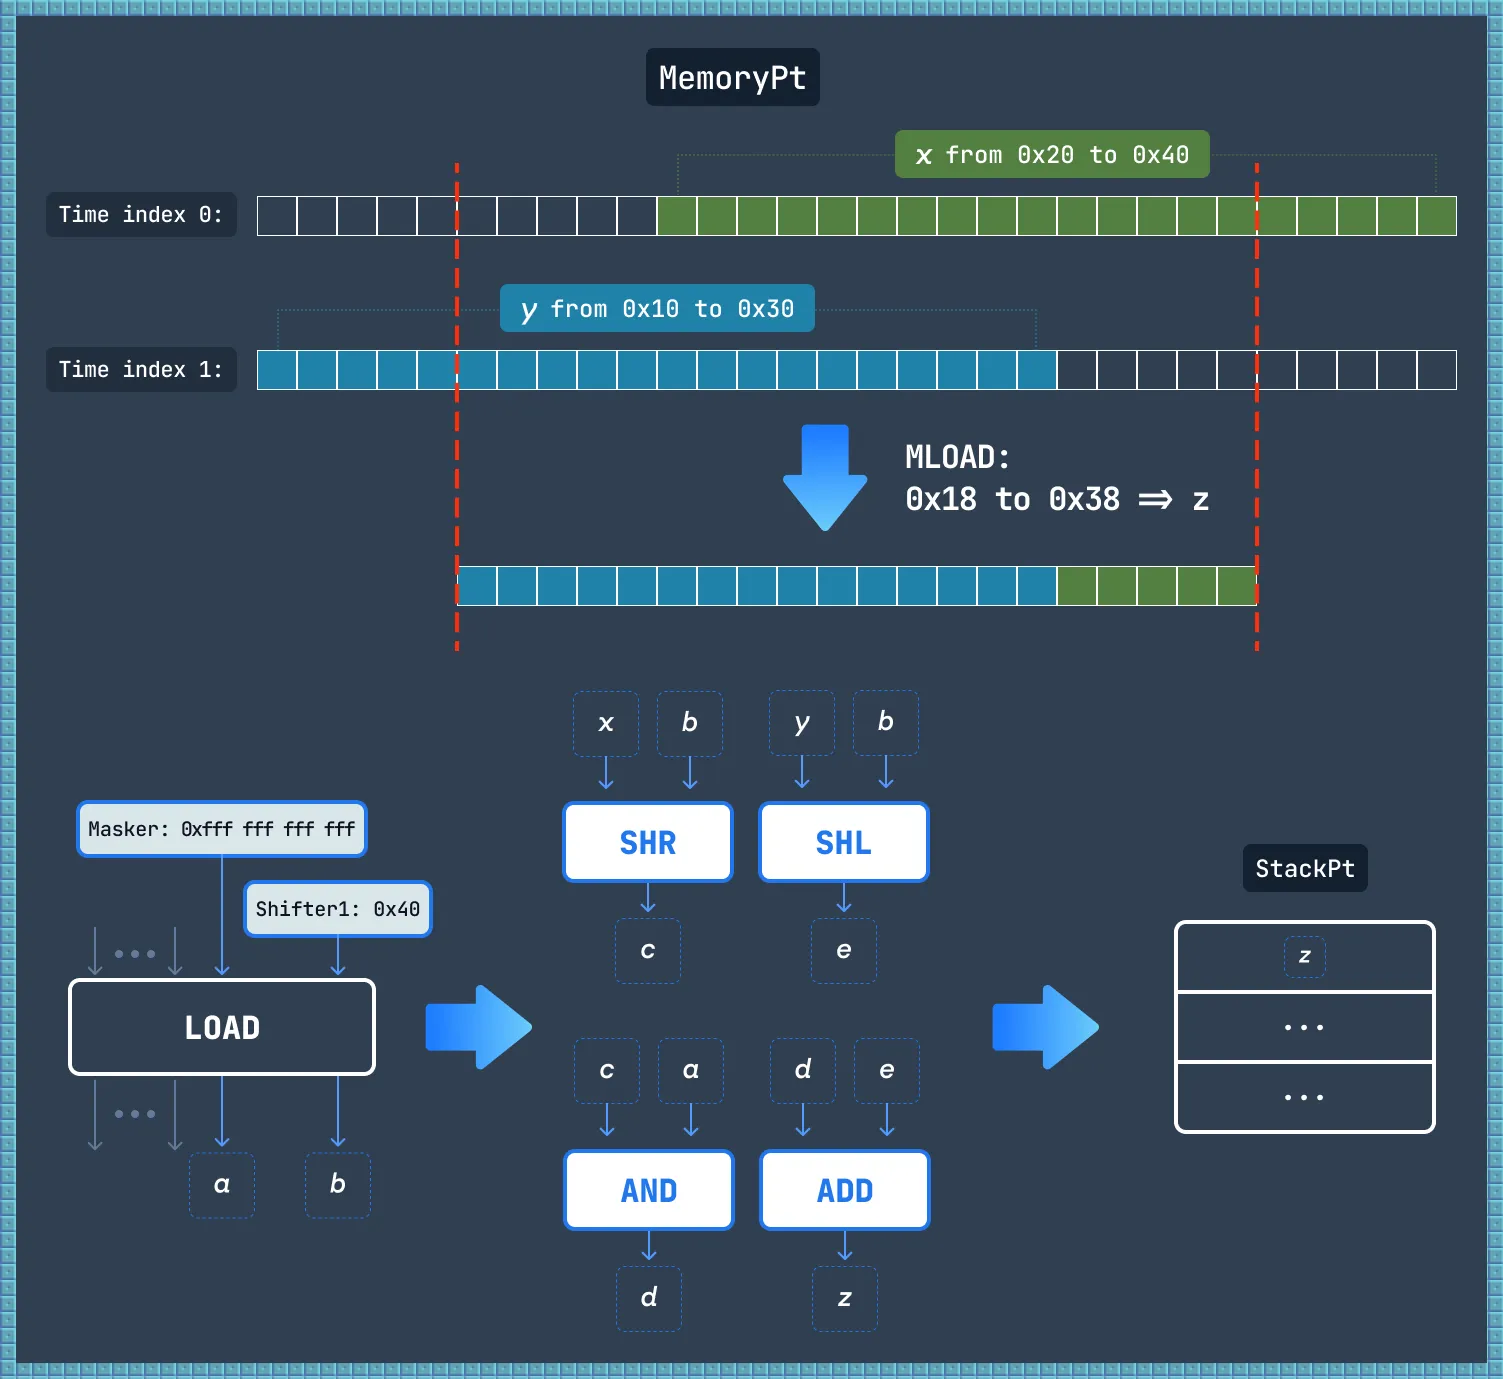 MemoryPt
x from 0x20 to 0x40
Time index 0:
y from 0x10 to 0x30
Time index 1:
MLOAD:
0x18 to 0x38 => z
x b y b
Masker: 0xfff fff fff fff
SHR SHL
StackPt
Shifter1: 0x40
c e
z
...
LOAD
...
c a d e
...
...
a b
AND ADD
d z